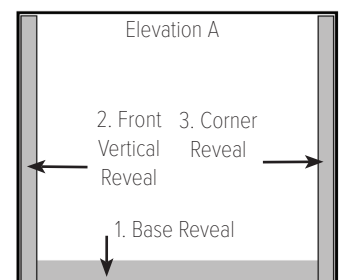 Elevation A
2. Front
Vertical
Reveal
3. Corner
Reveal
1. Base Reveal